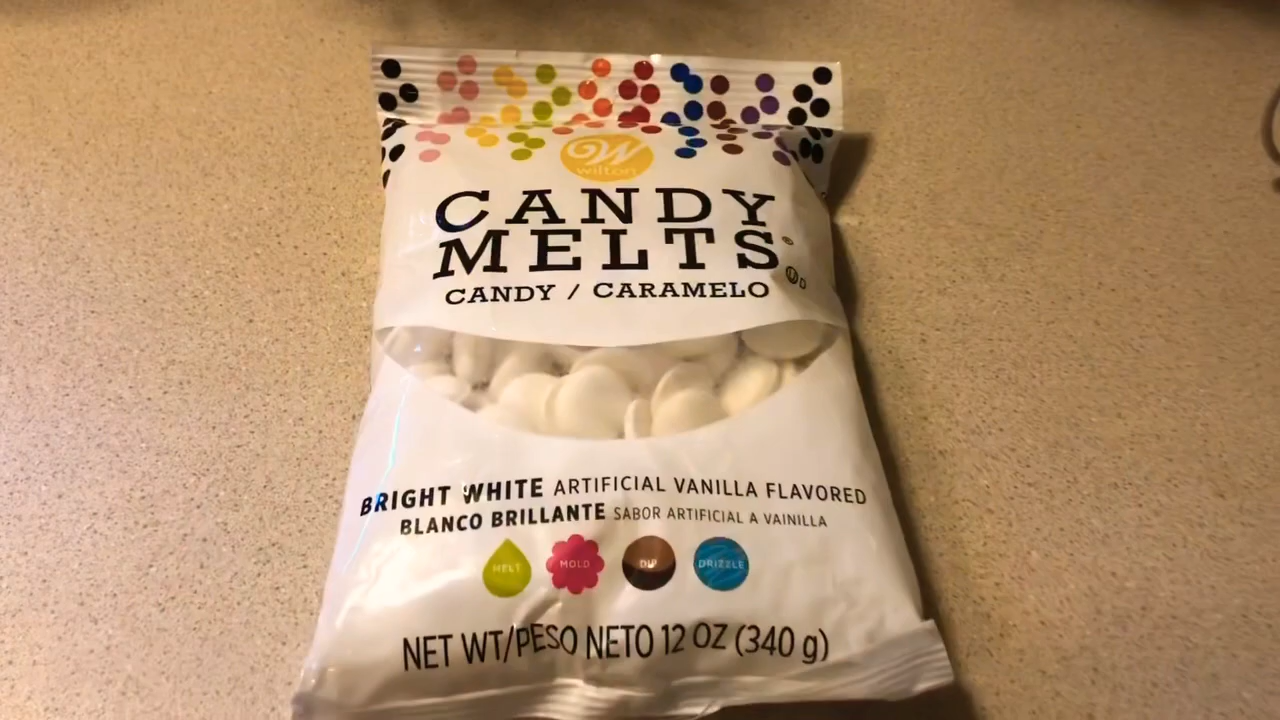 W
wilton
CANDY
MELTS®
CANDY / CARAMELO
BRIGHT WHITE ARTIFICIAL VANILLA FLAVORED
BLANCO BRILLANTE SABOR ARTIFICIAL A VAINILLA
MELT MOLD DIP DRIZZLE
NET WT/PESO NETO 12 OZ (340 g)